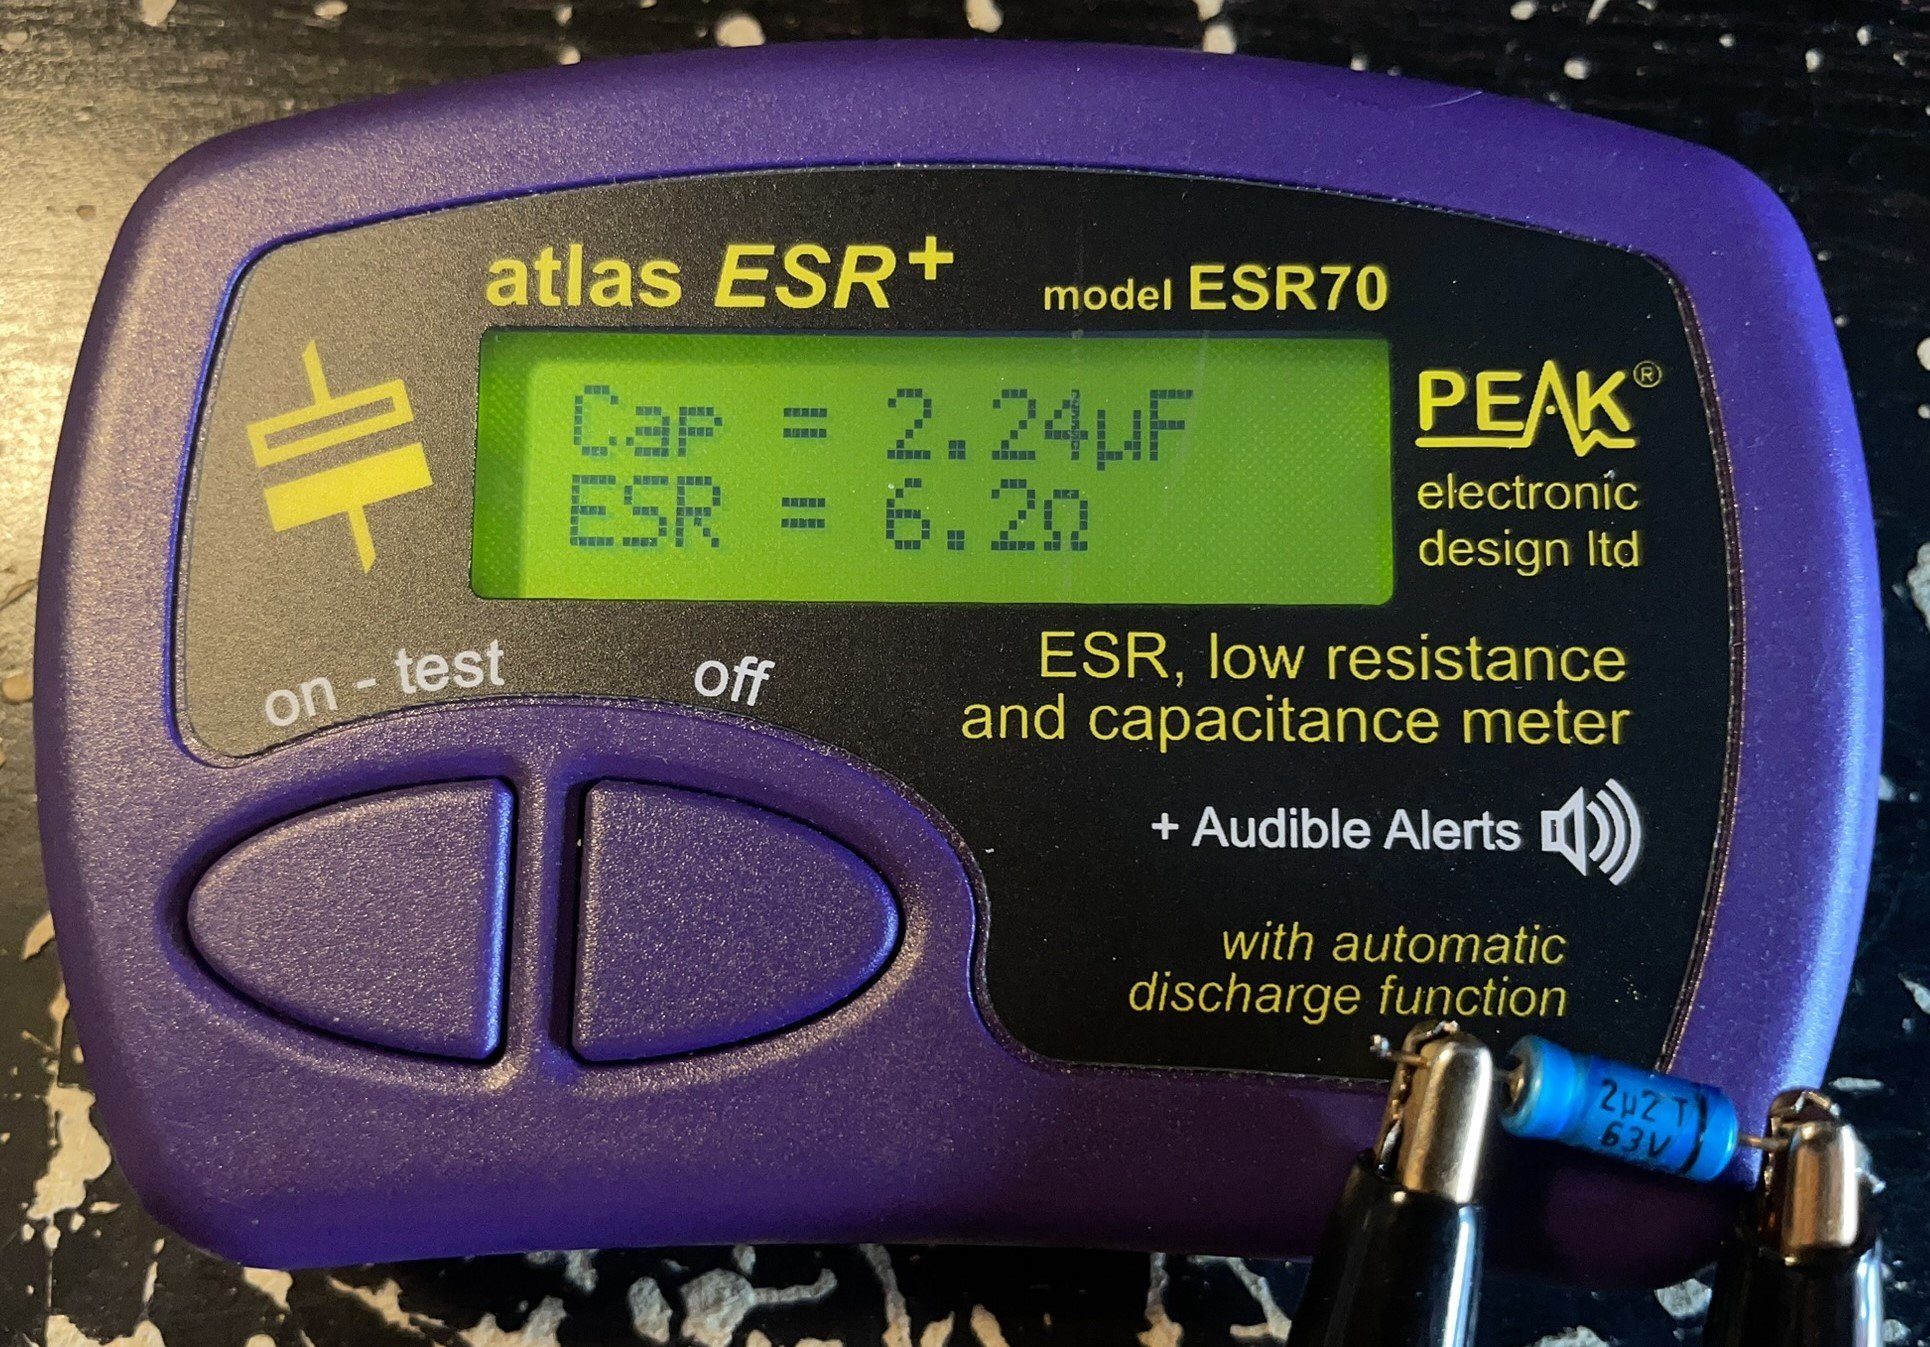 atlas ESR+ model ESR70
Cap = 2.24µF
ESR = 6.2Ω
PEAK®
electronic
design ltd
on - test off
ESR, low resistance
and capacitance meter
+ Audible Alerts
with automatic
discharge function
2µ2 T
63V